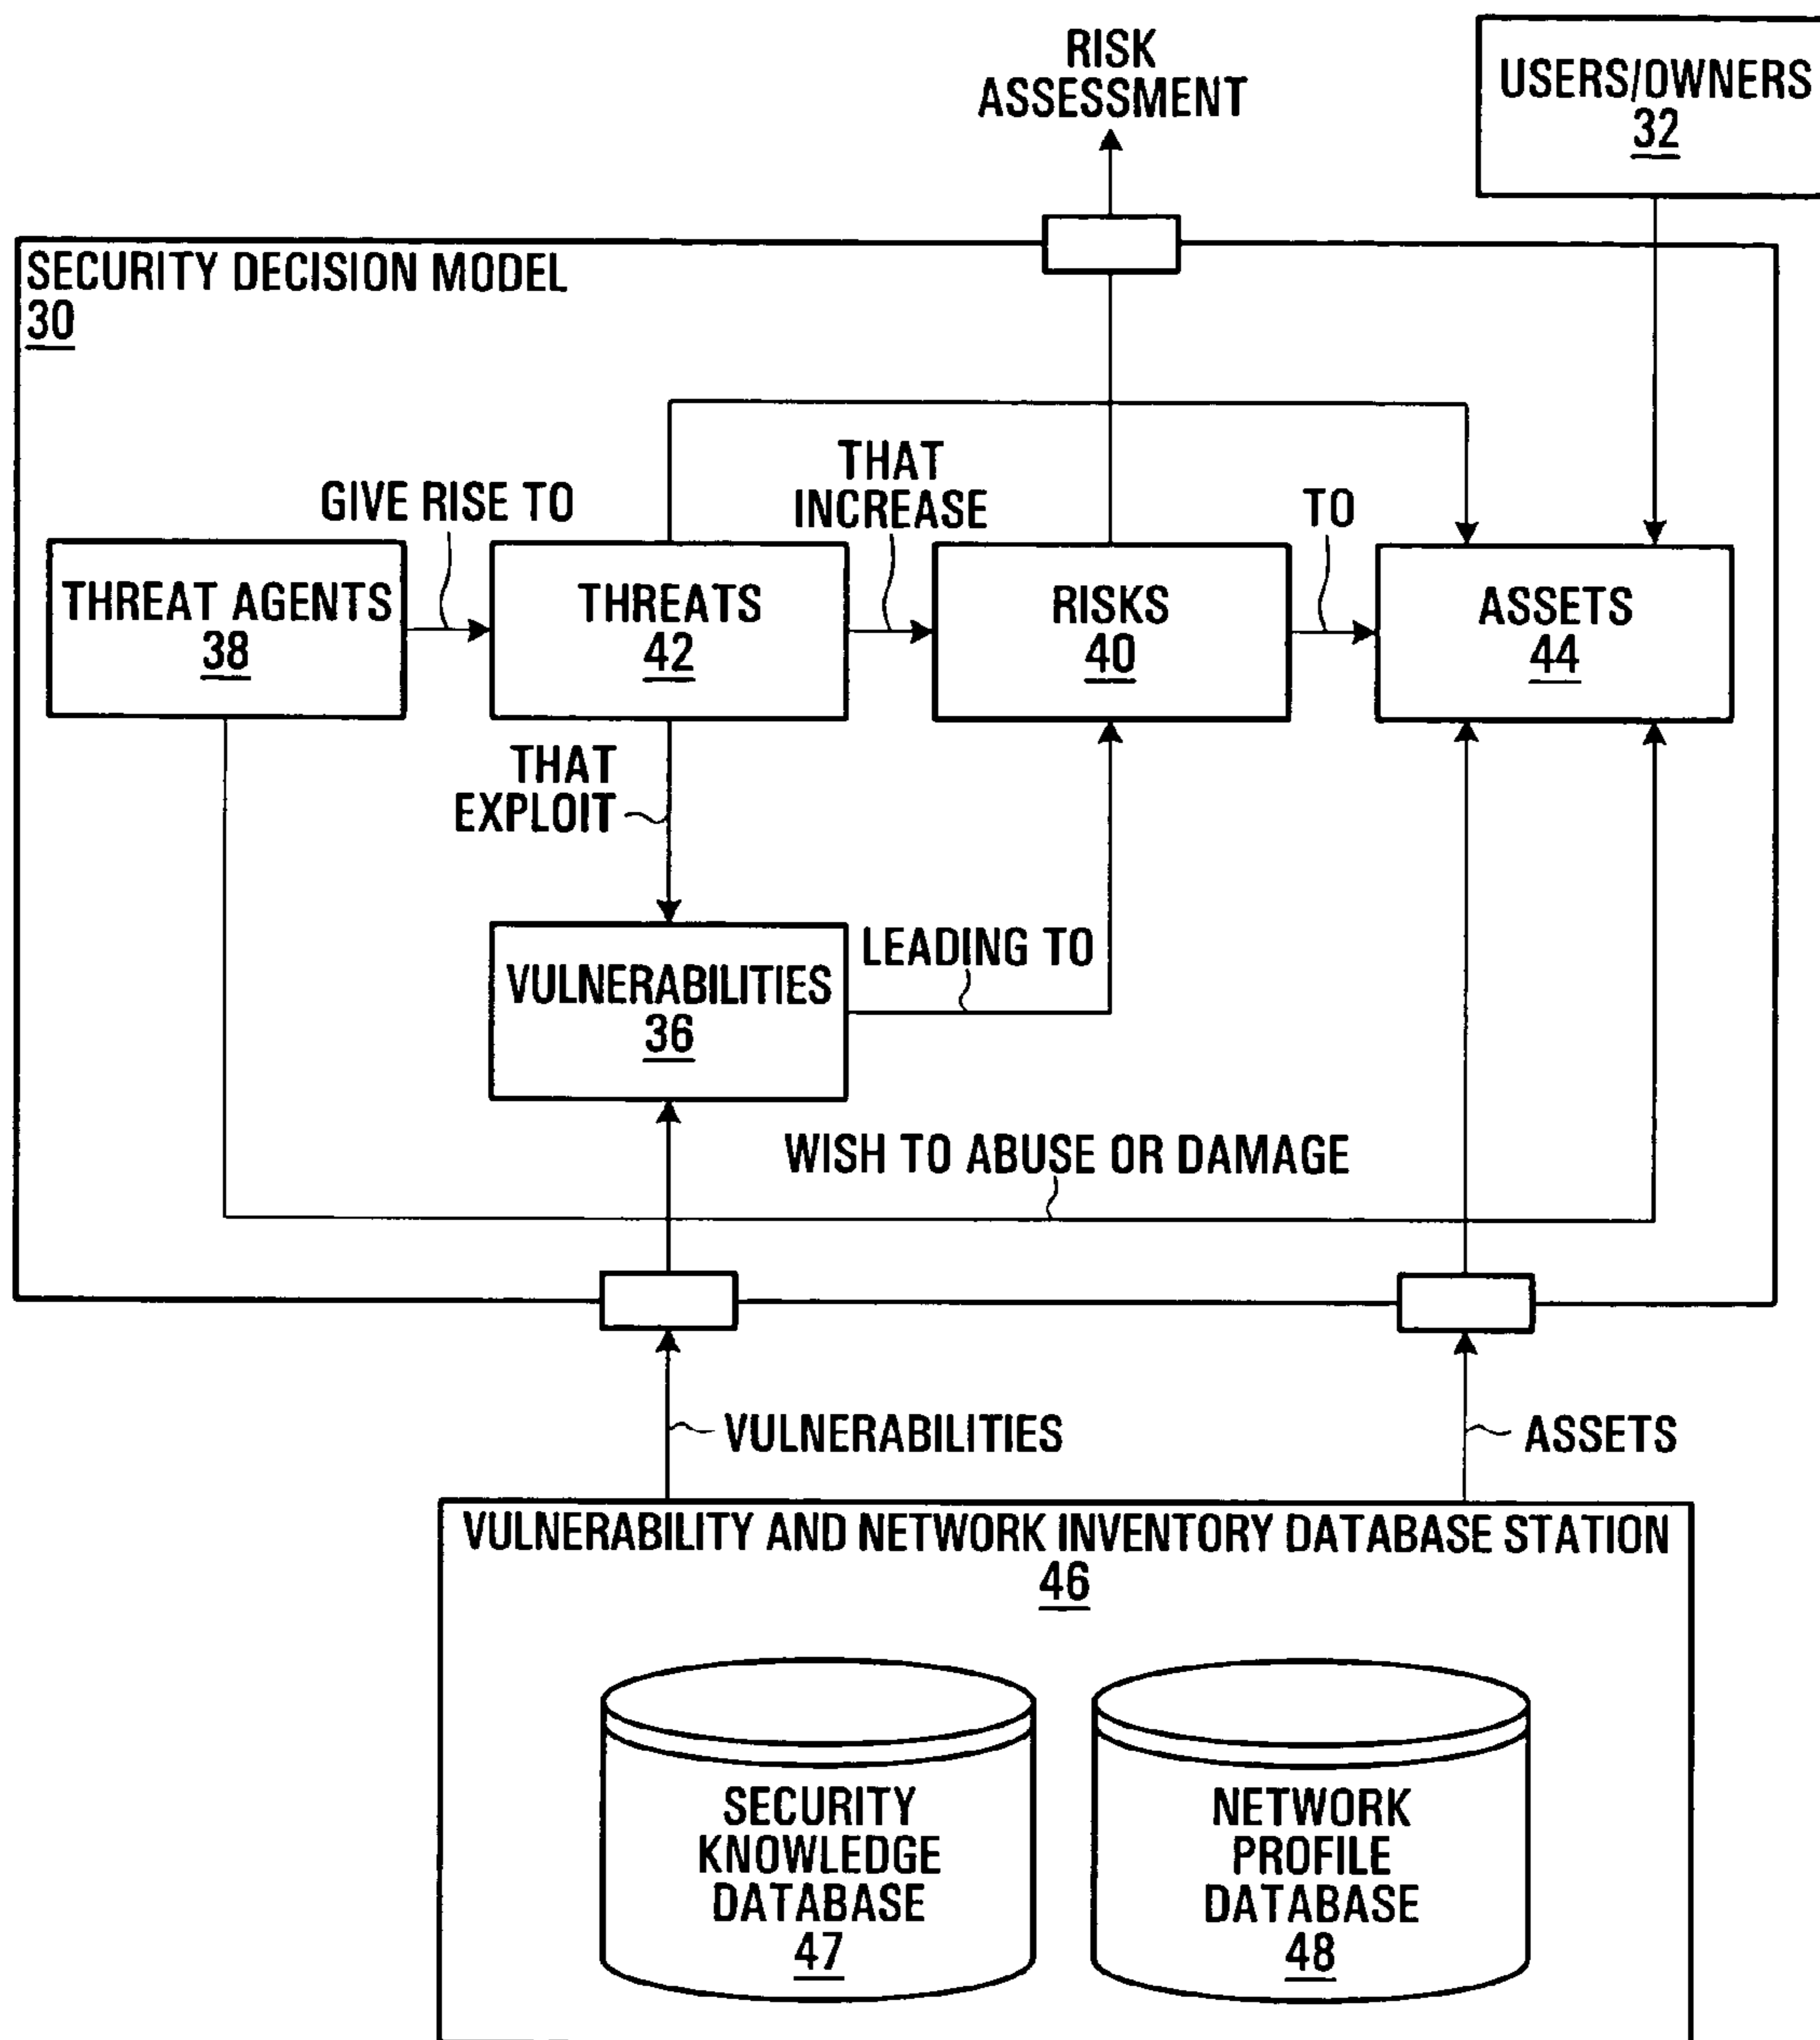 RISK
ASSESSMENT
USERS/OWNERS
32
SECURITY DECISION MODEL
30
GIVE RISE TO
THAT
INCREASE
TO
THREAT AGENTS
38
THREATS
42
RISKS
40
ASSETS
44
THAT
EXPLOIT
VULNERABILITIES
36
LEADING TO
WISH TO ABUSE OR DAMAGE
VULNERABILITIES
ASSETS
VULNERABILITY AND NETWORK INVENTORY DATABASE STATION
46
SECURITY
KNOWLEDGE
DATABASE
47
NETWORK
PROFILE
DATABASE
48